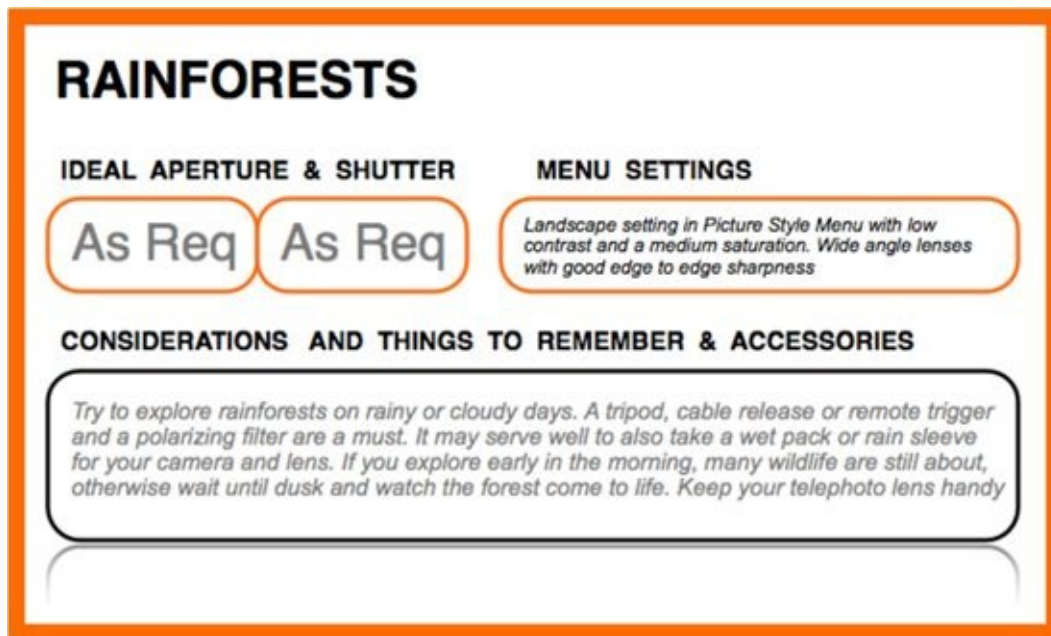 RAINFORESTS
IDEAL APERTURE & SHUTTER
MENU SETTINGS
As Req
As Req
Landscape setting in Picture Style Menu with low
contrast and a medium saturation. Wide angle lenses
with good edge to edge sharpness
CONSIDERATIONS AND THINGS TO REMEMBER & ACCESSORIES
Try to explore rainforests on rainy or cloudy days. A tripod, cable release or remote trigger
and a polarizing filter are a must. It may serve well to also take a wet pack or rain sleeve
for your camera and lens. If you explore early in the morning, many wildlife are still about,
otherwise wait until dusk and watch the forest come to life. Keep your telephoto lens handy